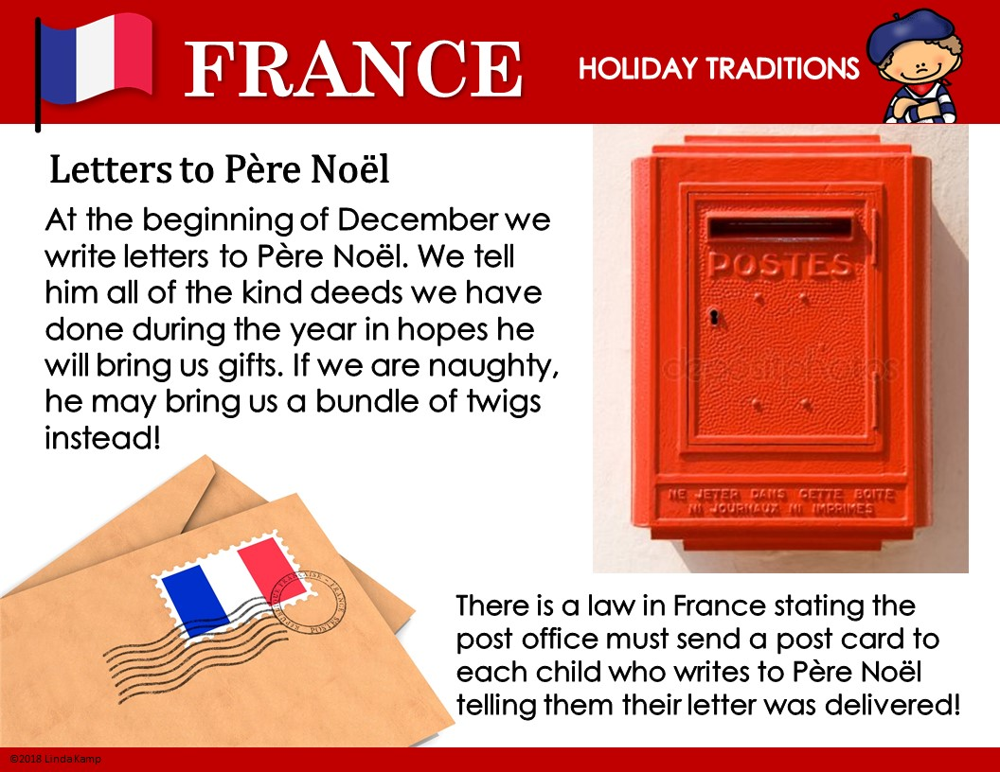 FRANCE
HOLIDAY TRADITIONS
Letters to Père Noël
At the beginning of December we
write letters to Père Noël. We tell
him all of the kind deeds we have
done during the year in hopes he
will bring us gifts. If we are naughty,
he may bring us a bundle of twigs
instead!
POSTES
depositphotos
NE JETER DANS CETTE BOITE
NI JOURNAUX NI IMPRIMES
There is a law in France stating the
post office must send a post card to
each child who writes to Père Noël
telling them their letter was delivered!
©2018 Linda Kamp